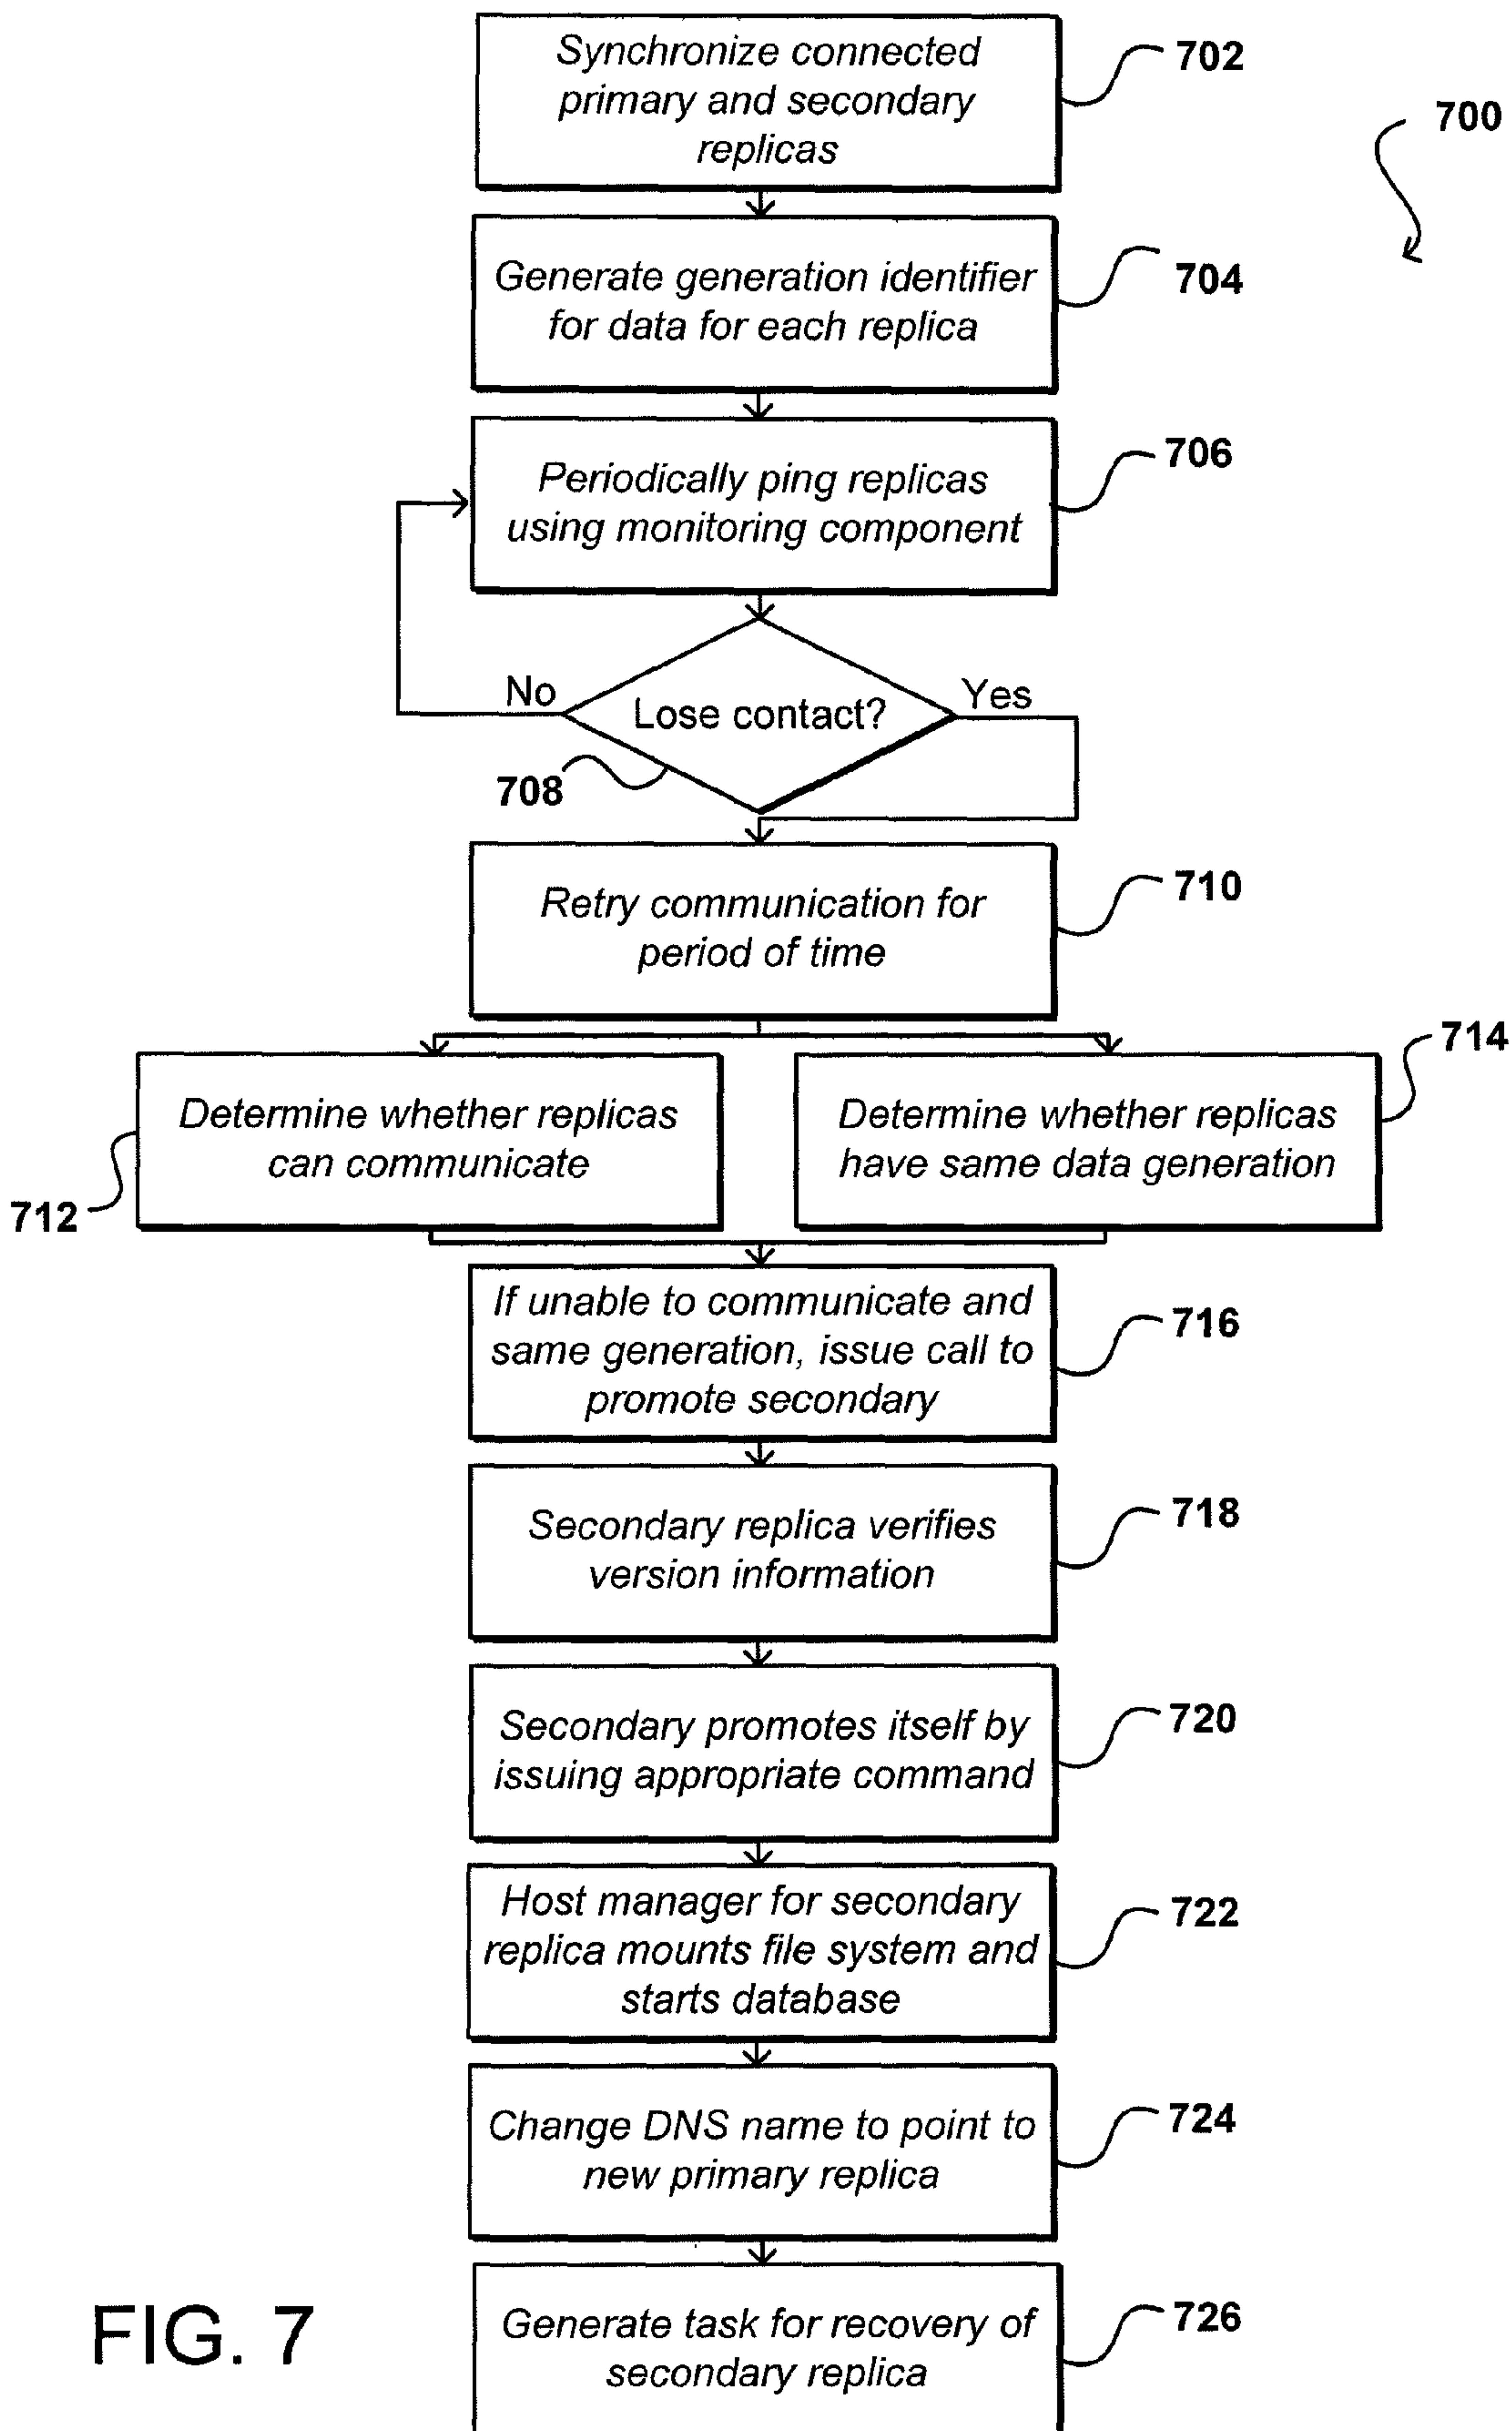 Synchronize connected
primary and secondary
replicas
702
700
Generate generation identifier
for data for each replica
704
Periodically ping replicas
using monitoring component
706
No
Lose contact?
Yes
708
Retry communication for
period of time
710
Determine whether replicas
can communicate
712
Determine whether replicas
have same data generation
714
If unable to communicate and
same generation, issue call to
promote secondary
716
Secondary replica verifies
version information
718
Secondary promotes itself by
issuing appropriate command
720
Host manager for secondary
replica mounts file system and
starts database
722
Change DNS name to point to
new primary replica
724
Generate task for recovery of
secondary replica
726
FIG. 7